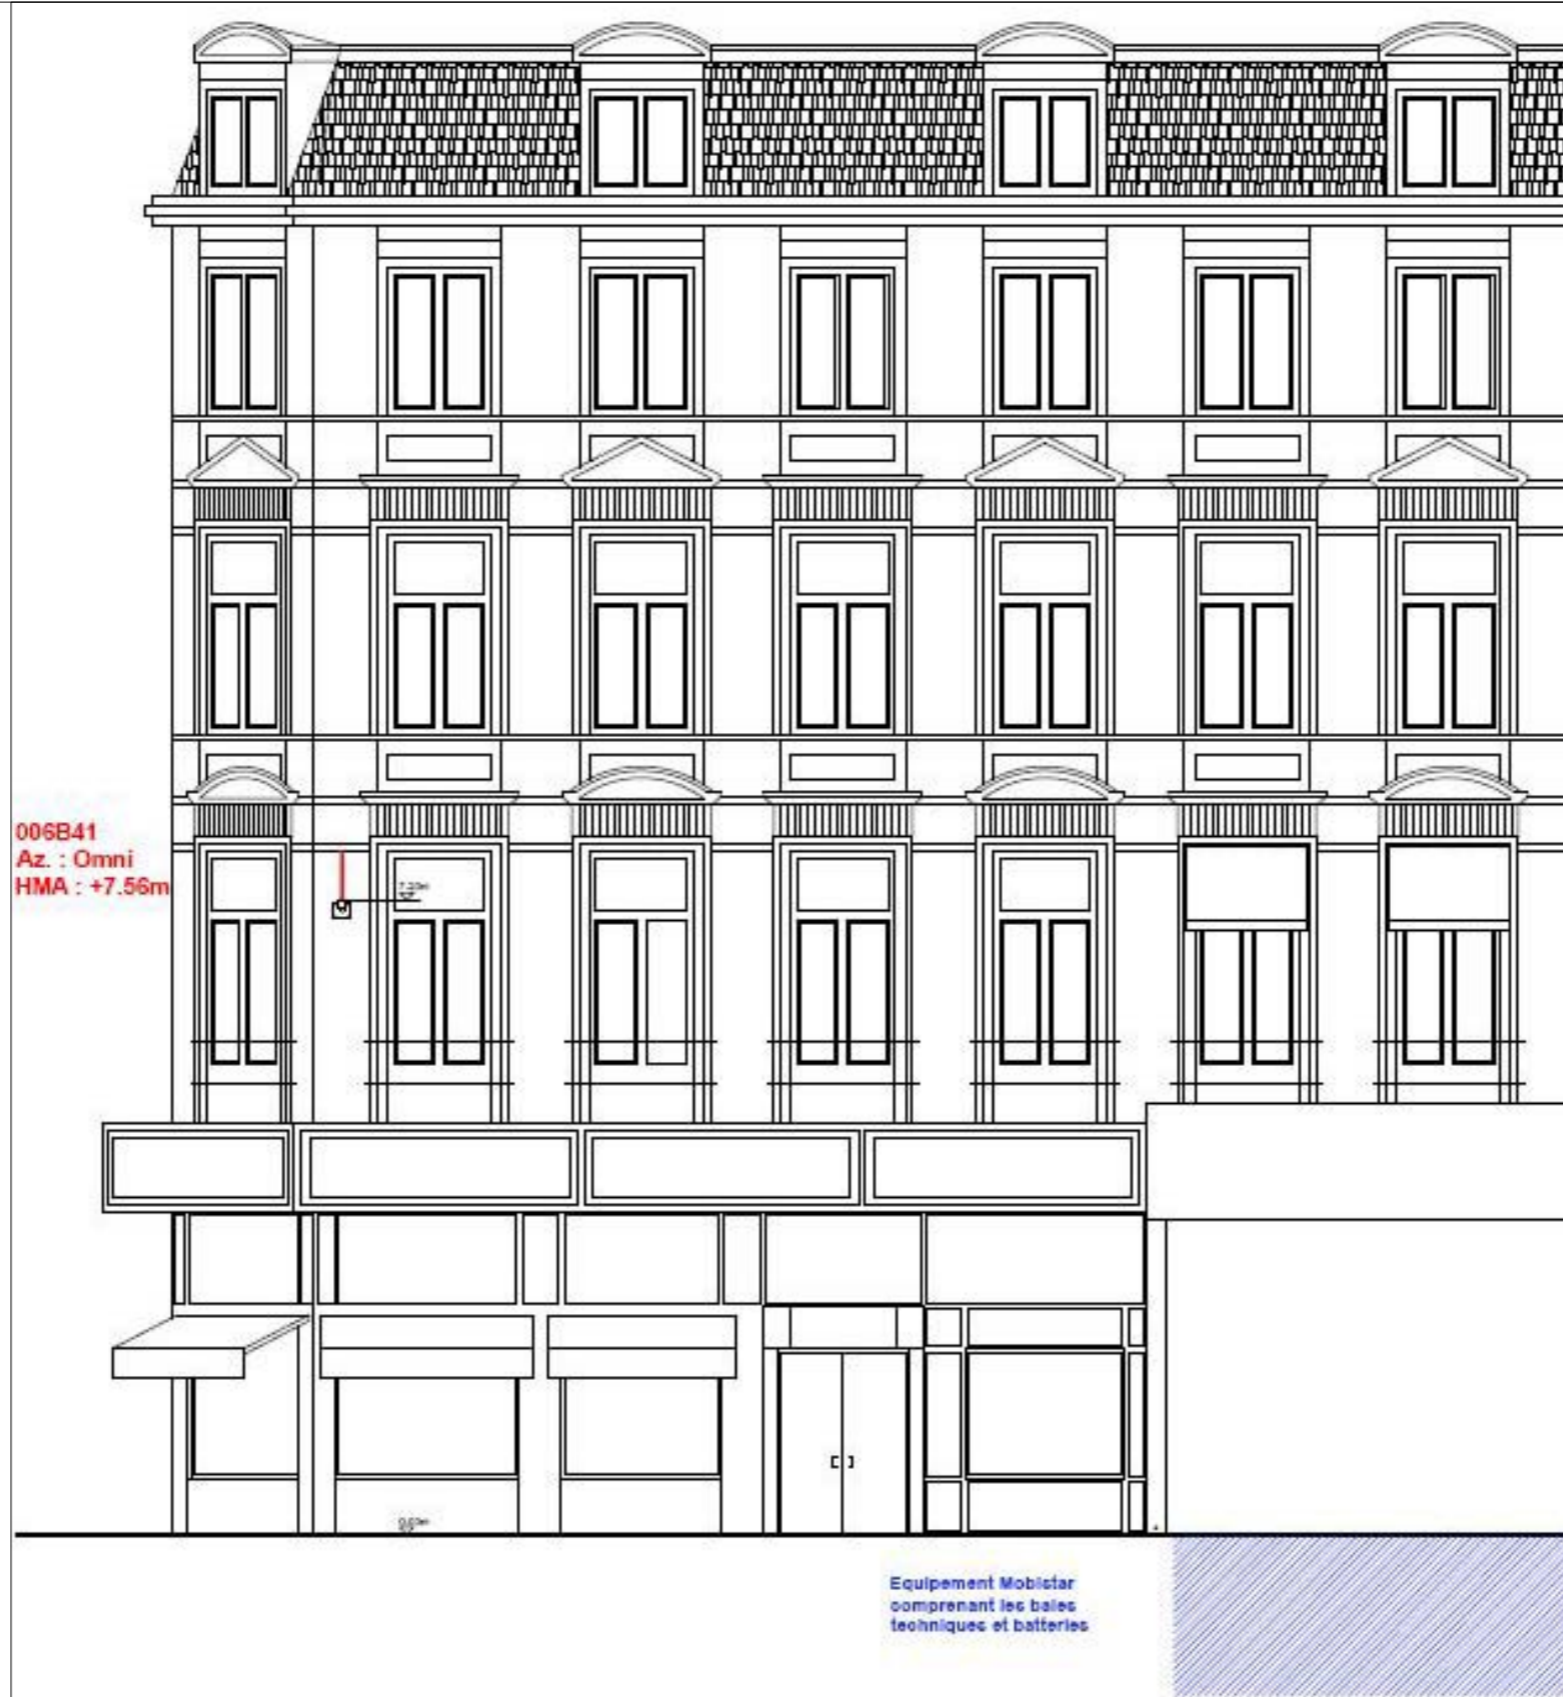 006B41
Az. : Omni
HMA : +7.56m
Equipement Mobistar
comprenant les baies
techniques et batteries